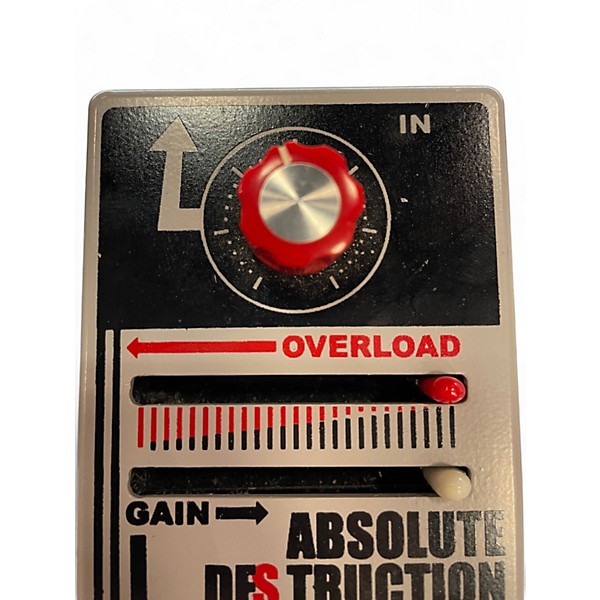 IN
OVERLOAD
GAIN
ABSOLUTE
DESTRUCTION